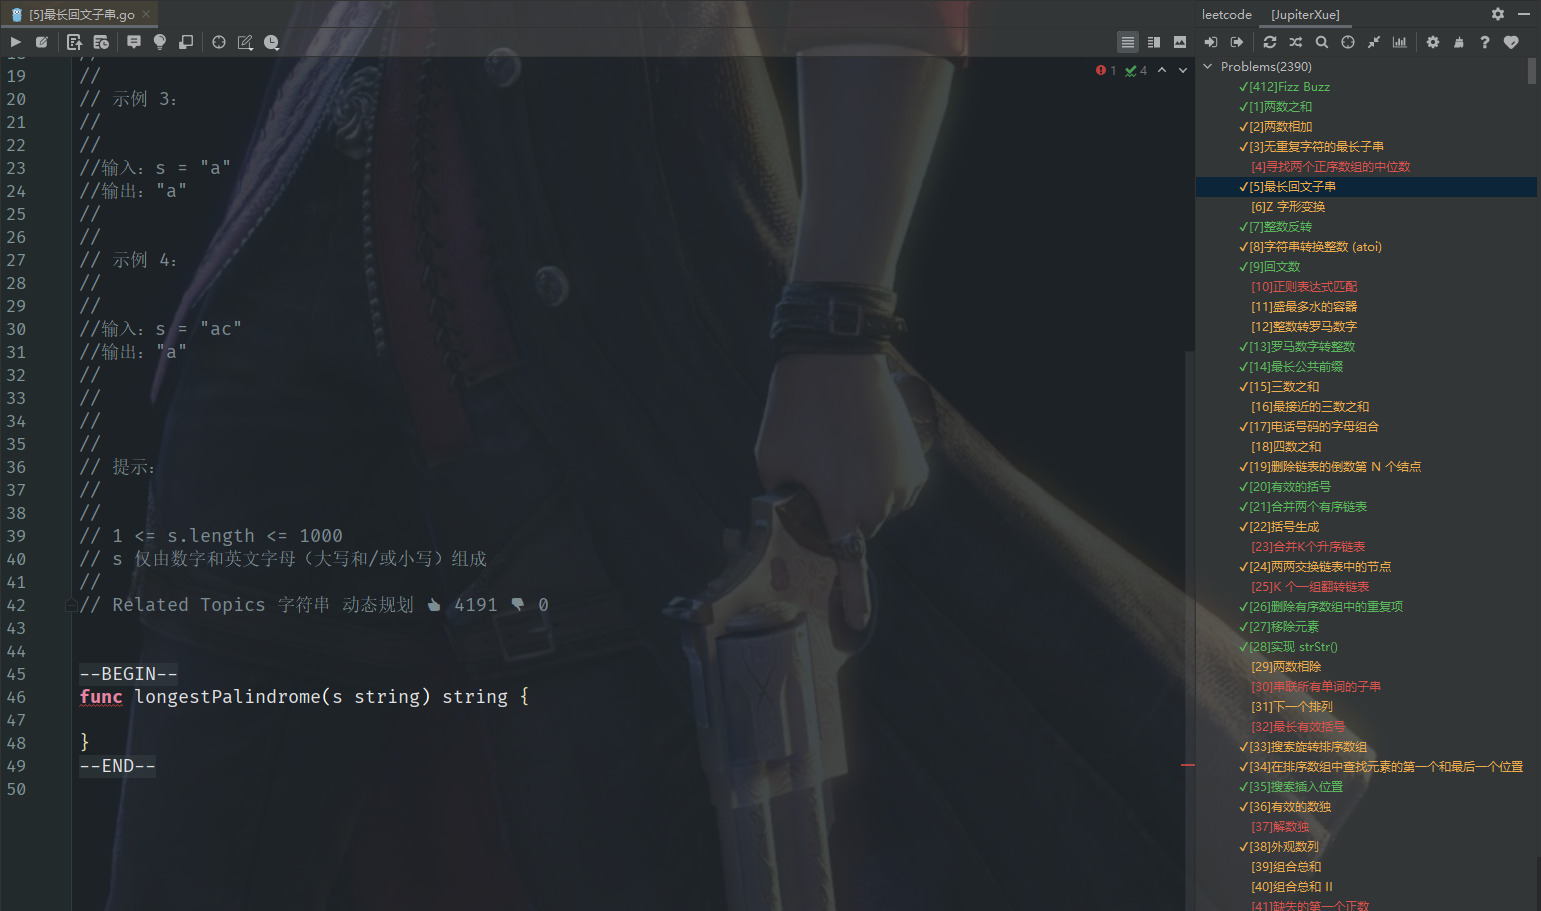 [5]最长回文子串.go
leetcode [JupiterXue]
1 4
18 //
19 //
20 // 示例 3：
21 //
22 //
23 //输入：s = "a"
24 //输出："a"
25 //
26 //
27 // 示例 4：
28 //
29 //
30 //输入：s = "ac"
31 //输出："a"
32 //
33 //
34 //
35 //
36 // 提示：
37 //
38 //
39 // 1 <= s.length <= 1000
40 // s 仅由数字和英文字母（大写和/或小写）组成
41 //
42 // Related Topics 字符串 动态规划 👍 4191 👎 0
43
44
45 --BEGIN--
46 func longestPalindrome(s string) string {
47
48 }
49 --END--
50
Problems(2390)
✔[412]Fizz Buzz
✔[1]两数之和
✔[2]两数相加
✔[3]无重复字符的最长子串
[4]寻找两个正序数组的中位数
✔[5]最长回文子串
[6]Z 字形变换
✔[7]整数反转
✔[8]字符串转换整数 (atoi)
✔[9]回文数
[10]正则表达式匹配
[11]盛最多水的容器
[12]整数转罗马数字
✔[13]罗马数字转整数
✔[14]最长公共前缀
✔[15]三数之和
[16]最接近的三数之和
✔[17]电话号码的字母组合
[18]四数之和
✔[19]删除链表的倒数第 N 个结点
✔[20]有效的括号
✔[21]合并两个有序链表
✔[22]括号生成
[23]合并K个升序链表
✔[24]两两交换链表中的节点
[25]K 个一组翻转链表
✔[26]删除有序数组中的重复项
✔[27]移除元素
✔[28]实现 strStr()
[29]两数相除
[30]串联所有单词的子串
[31]下一个排列
[32]最长有效括号
✔[33]搜索旋转排序数组
✔[34]在排序数组中查找元素的第一个和最后一个位置
✔[35]搜索插入位置
✔[36]有效的数独
[37]解数独
✔[38]外观数列
[39]组合总和
[40]组合总和 II
[41]缺失的第一个正数